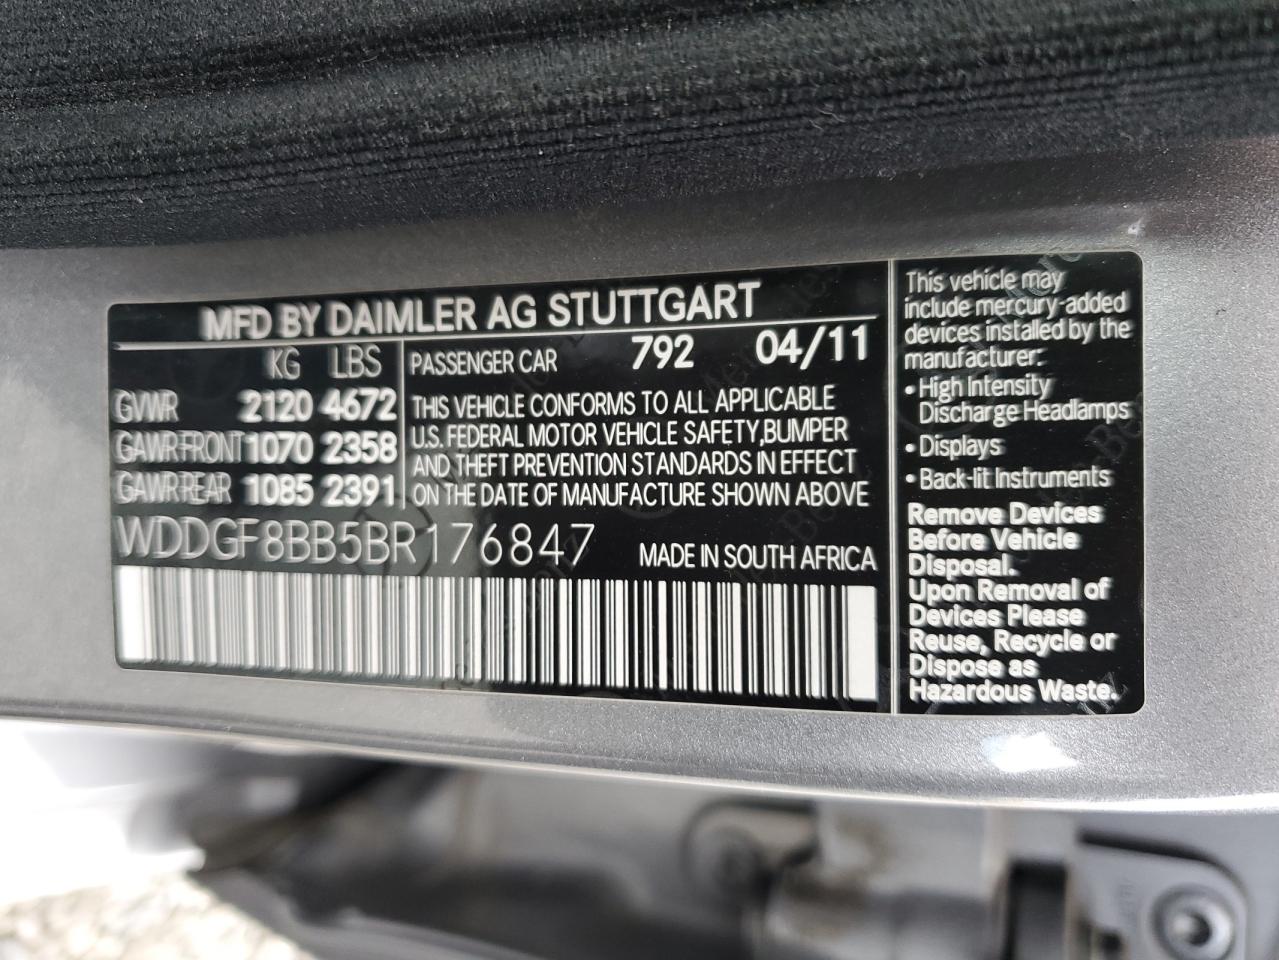 MFD BY DAIMLER AG STUTTGART
KG LBS
GVWR 2120 4672
GAWR FRONT 1070 2358
GAWR REAR 1085 2391
PASSENGER CAR 792 04/11
THIS VEHICLE CONFORMS TO ALL APPLICABLE
U.S. FEDERAL MOTOR VEHICLE SAFETY, BUMPER
AND THEFT PREVENTION STANDARDS IN EFFECT
ON THE DATE OF MANUFACTURE SHOWN ABOVE
WDDGF8BB5BR176847
MADE IN SOUTH AFRICA
This vehicle may
include mercury-added
devices installed by the
manufacturer:
• High Intensity
Discharge Headlamps
• Displays
• Back-lit Instruments
Remove Devices
Before Vehicle
Disposal.
Upon Removal of
Devices Please
Reuse, Recycle or
Dispose as
Hazardous Waste.